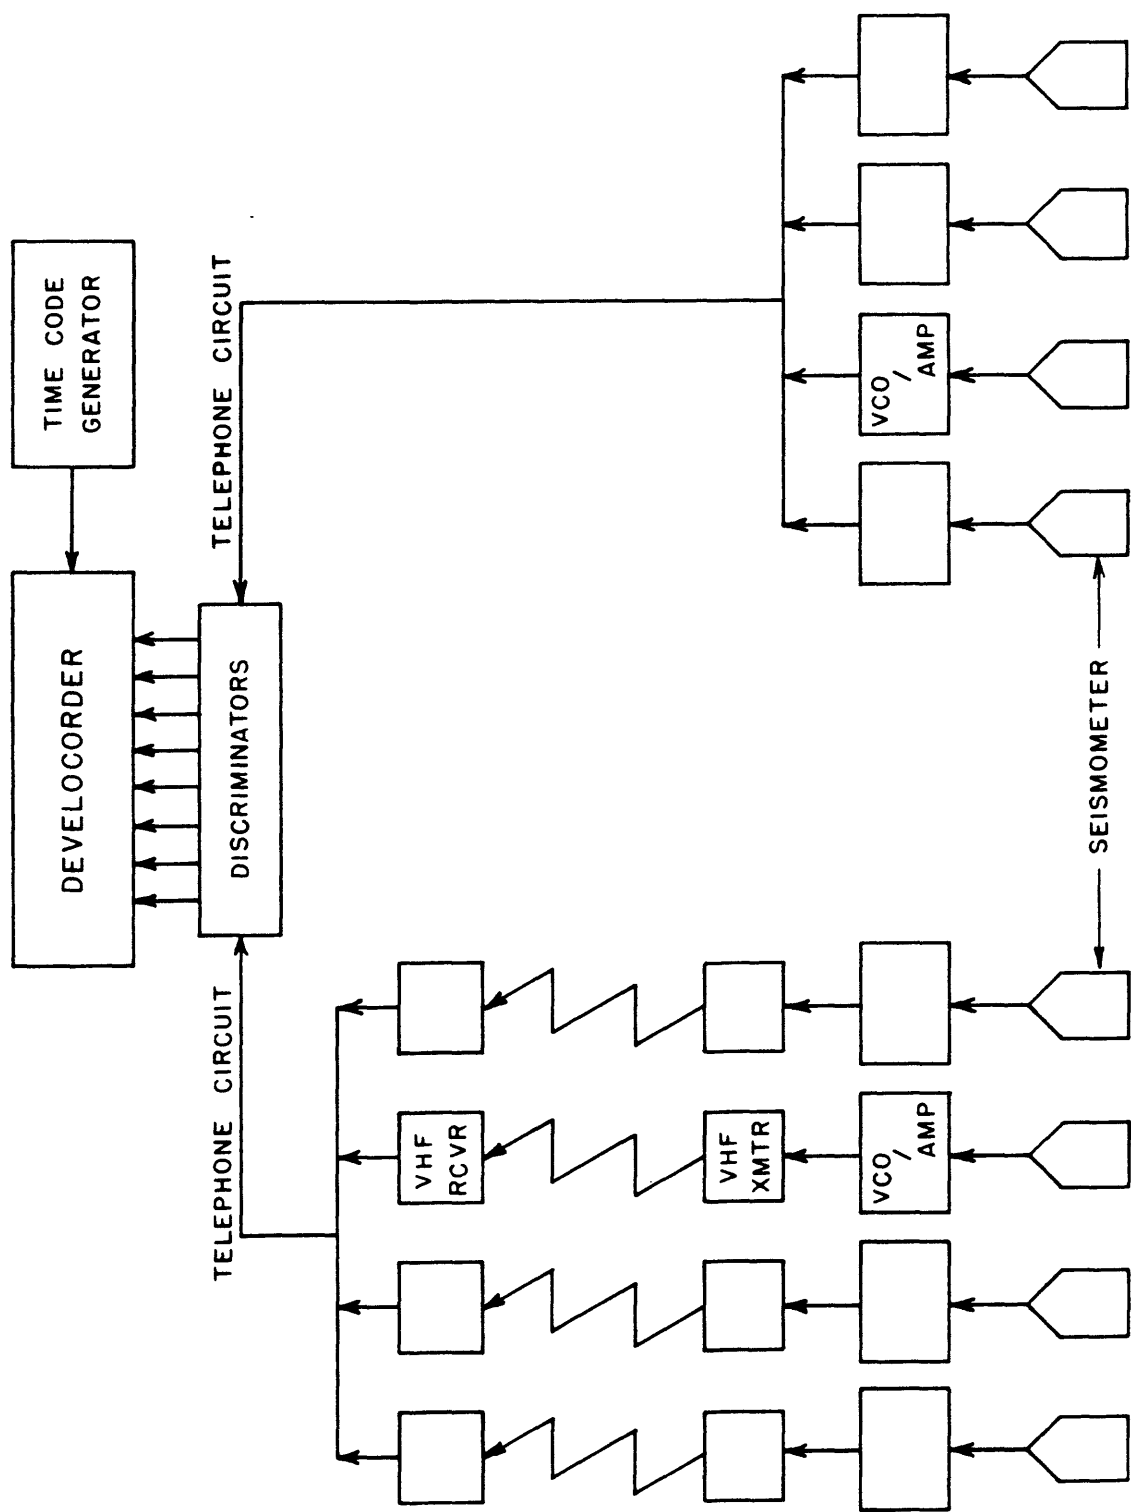 TIME CODE
GENERATOR
DEVELOCORDER
DISCRIMINATORS
TELEPHONE CIRCUIT
TELEPHONE CIRCUIT
VHF
RCVR
VHF
XMTR
VCO/
AMP
VCO/
AMP
SEISMOMETER